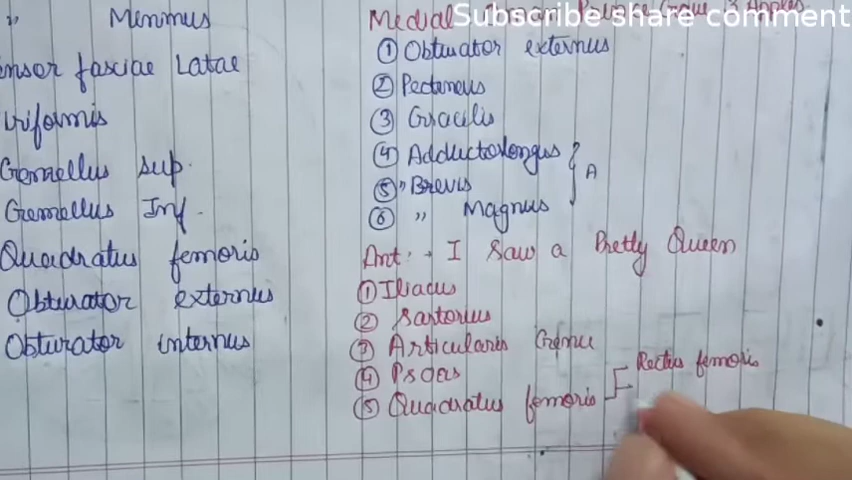 " Minimus
Subscribe share comment
Medial
ensor fasciae Latae
iriformis
Gemellus Sup.
Gemellus Inf.
Quadratus femoris
Obturator externus
Obturator internus
① Obturator externus
② Pecteneus
③ Gracilis
④ Adductor longus
⑤ " Brevis
⑥ " Magnus
A
Ant: → I Saw a Pretty Queen
① Iliacus
② Sartorius
③ Articularis Genu
④ Psoas
⑤ Quadratus femoris
Rectus femoris